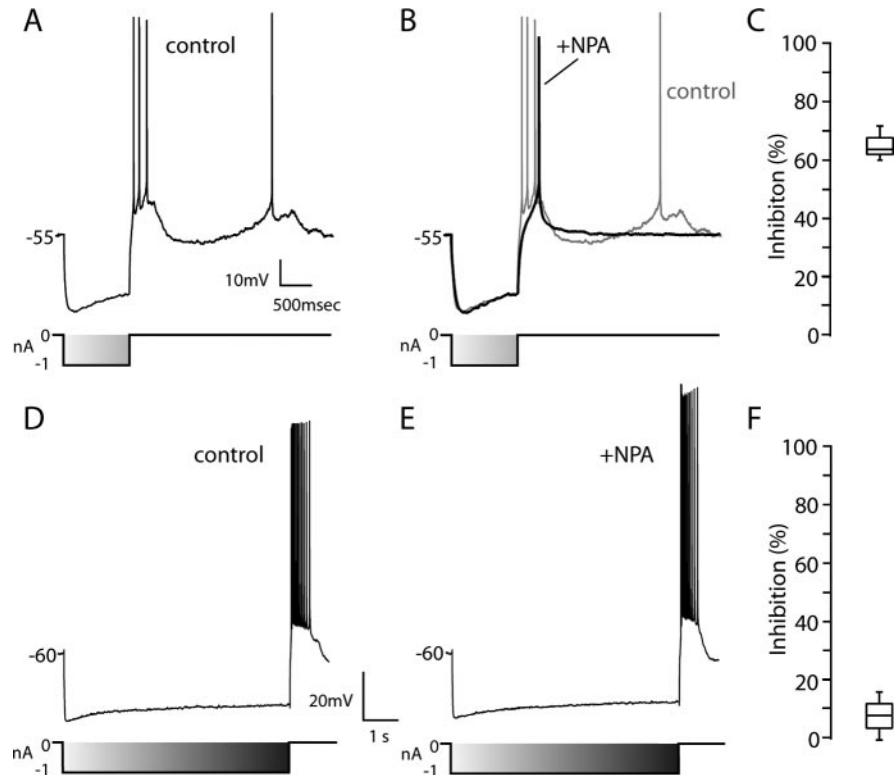 A
control
-55
10mV
500msec
0
nA
-1
B
+NPA
control
-55
0
nA
-1
C
100
80
60
40
20
0
Inhibiton (%)
D
control
-60
20mV
1 s
0
nA
-1
E
+NPA
-60
0
nA
-1
F
100
80
60
40
20
0
Inhibition (%)